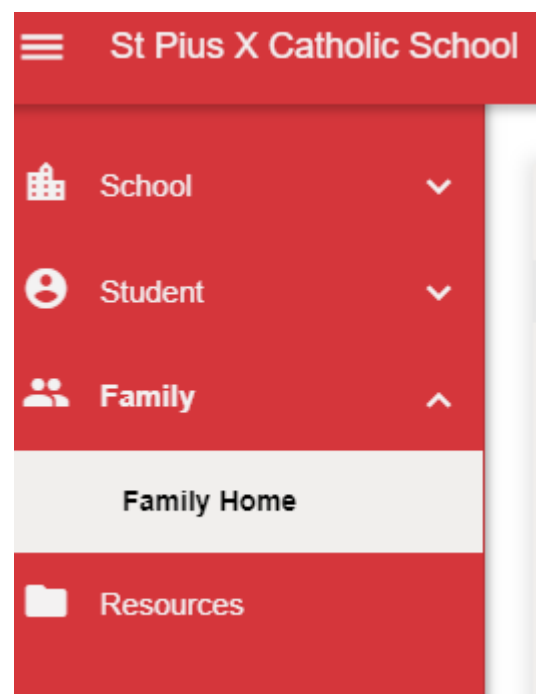 St Pius X Catholic School
School
Student
Family
Family Home
Resources